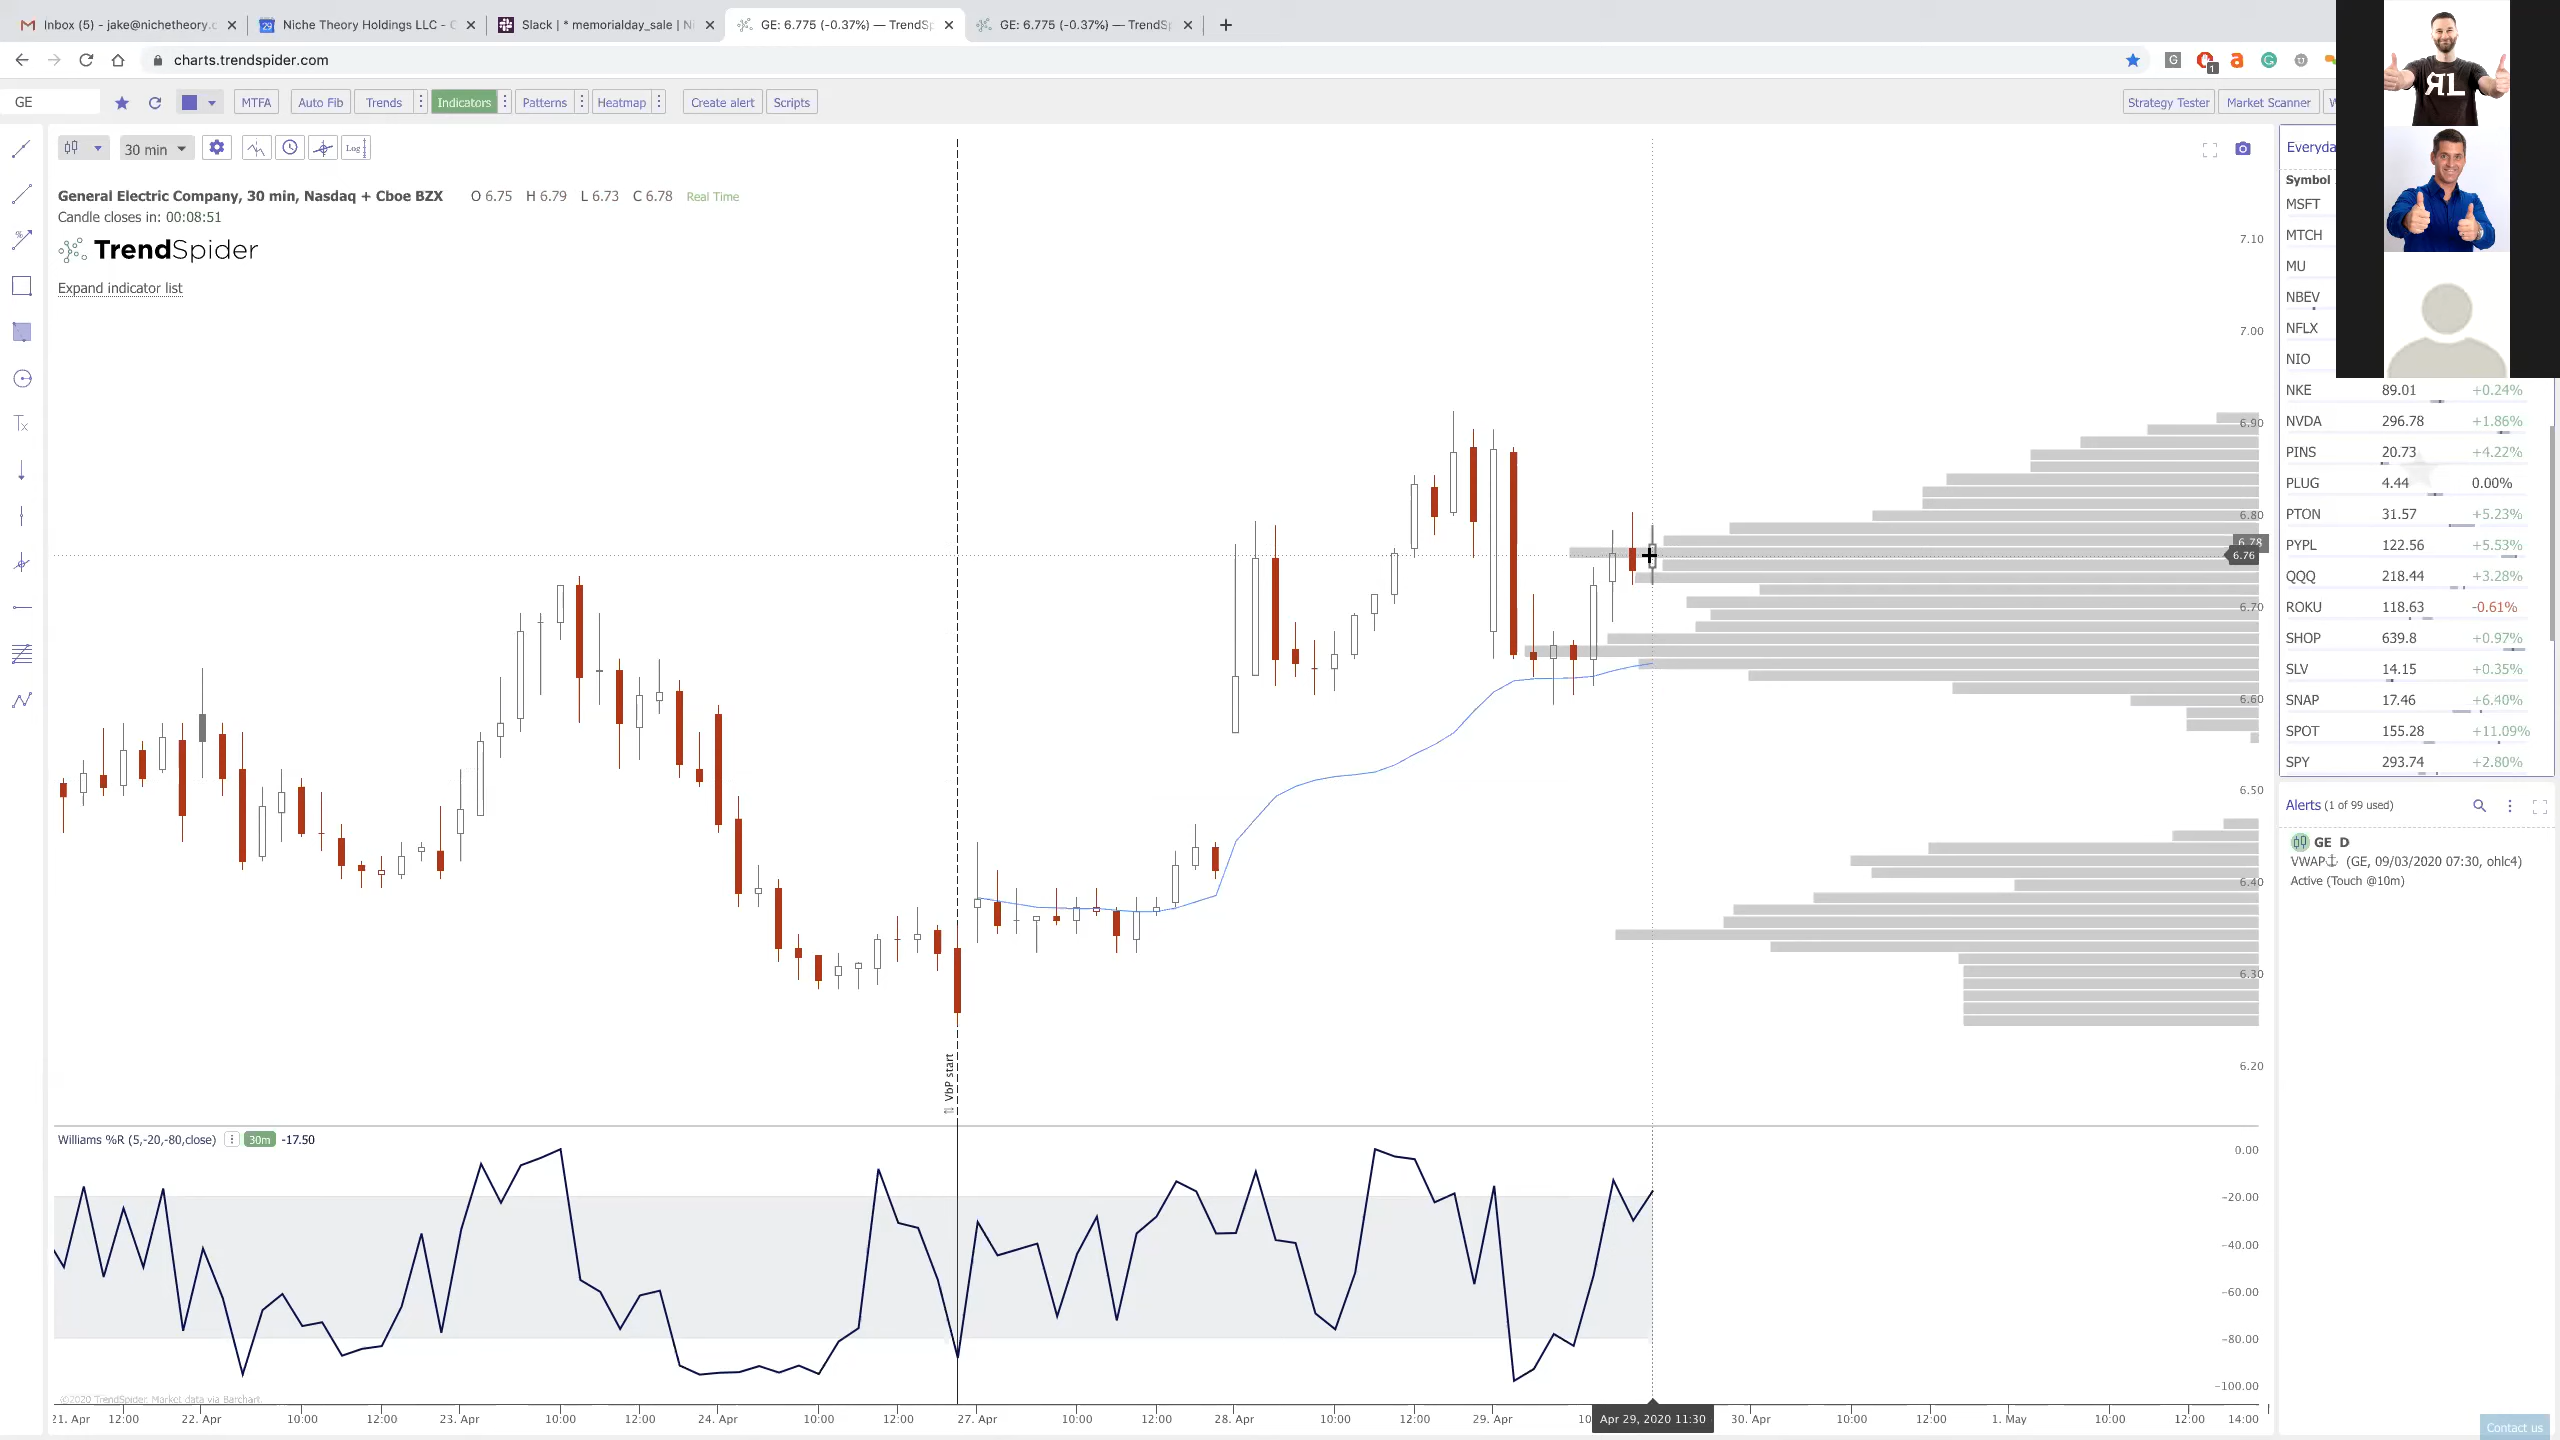 Inbox (5) - jake@nichetheory.c
Niche Theory Holdings LLC - C
Slack | * memorialday_sale | Ni
GE: 6.775 (-0.37%) — TrendSp
GE: 6.775 (-0.37%) — TrendSp
charts.trendspider.com
GE MTFA Auto Fib Trends Indicators Patterns Heatmap Create alert Scripts Strategy Tester Market Scanner W
ЯL
30 min Log
Everyda
General Electric Company, 30 min, Nasdaq + Cboe BZX O 6.75 H 6.79 L 6.73 C 6.78 Real Time
Candle closes in: 00:08:51
TrendSpider
Expand indicator list
7.10
7.00
6.90
6.80
6.78
6.76
6.70
6.60
6.50
6.40
6.30
6.20
VbP start
Symbol
MSFT
MTCH
MU
NBEV
NFLX
NIO
NKE 89.01 +0.24%
NVDA 296.78 +1.86%
PINS 20.73 +4.22%
PLUG 4.44 0.00%
PTON 31.57 +5.23%
PYPL 122.56 +5.53%
QQQ 218.44 +3.28%
ROKU 118.63 -0.61%
SHOP 639.8 +0.97%
SLV 14.15 +0.35%
SNAP 17.46 +6.40%
SPOT 155.28 +11.09%
SPY 293.74 +2.80%
Alerts (1 of 99 used)
GE D
VWAP⚓ (GE, 09/03/2020 07:30, ohlc4)
Active (Touch @10m)
Williams %R (5,-20,-80,close) 30m -17.50
0.00
-20.00
-40.00
-60.00
-80.00
-100.00
©2020 TrendSpider. Market data via Barchart.
21. Apr 12:00 22. Apr 10:00 12:00 23. Apr 10:00 12:00 24. Apr 10:00 12:00 27. Apr 10:00 12:00 28. Apr 10:00 12:00 29. Apr 10 Apr 29, 2020 11:30 30. Apr 10:00 12:00 1. May 10:00 12:00 14:00
Contact us